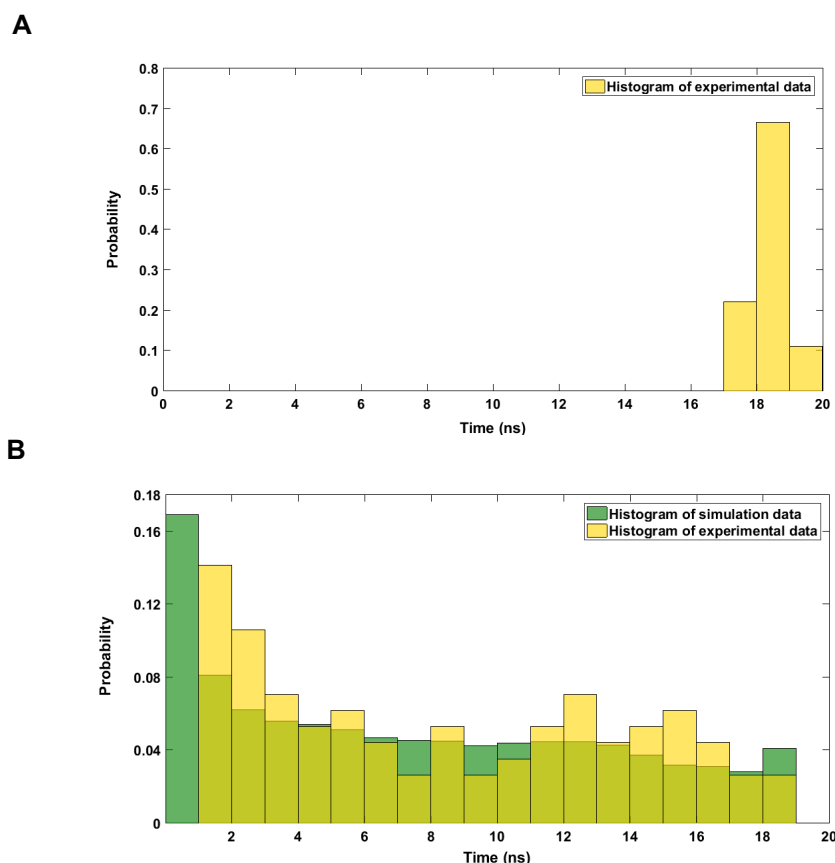 A
0.8
0.7
0.6
0.5
0.4
0.3
0.2
0.1
0
Probability
Histogram of experimental data
0 2 4 6 8 10 12 14 16 18 20
Time (ns)
B
0.18
0.16
0.12
0.08
0.04
0
Probability
Histogram of simulation data
Histogram of experimental data
2 4 6 8 10 12 14 16 18 20
Time (ns)